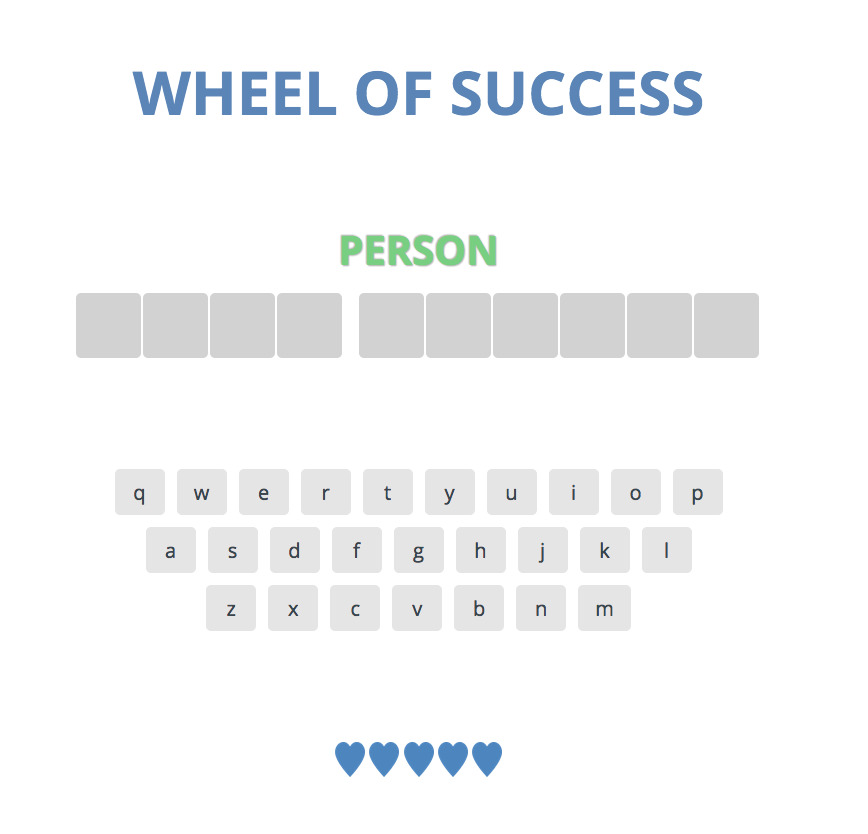 WHEEL OF SUCCESS
PERSON
q w e r t y u i o p
a s d f g h j k l
z x c v b n m